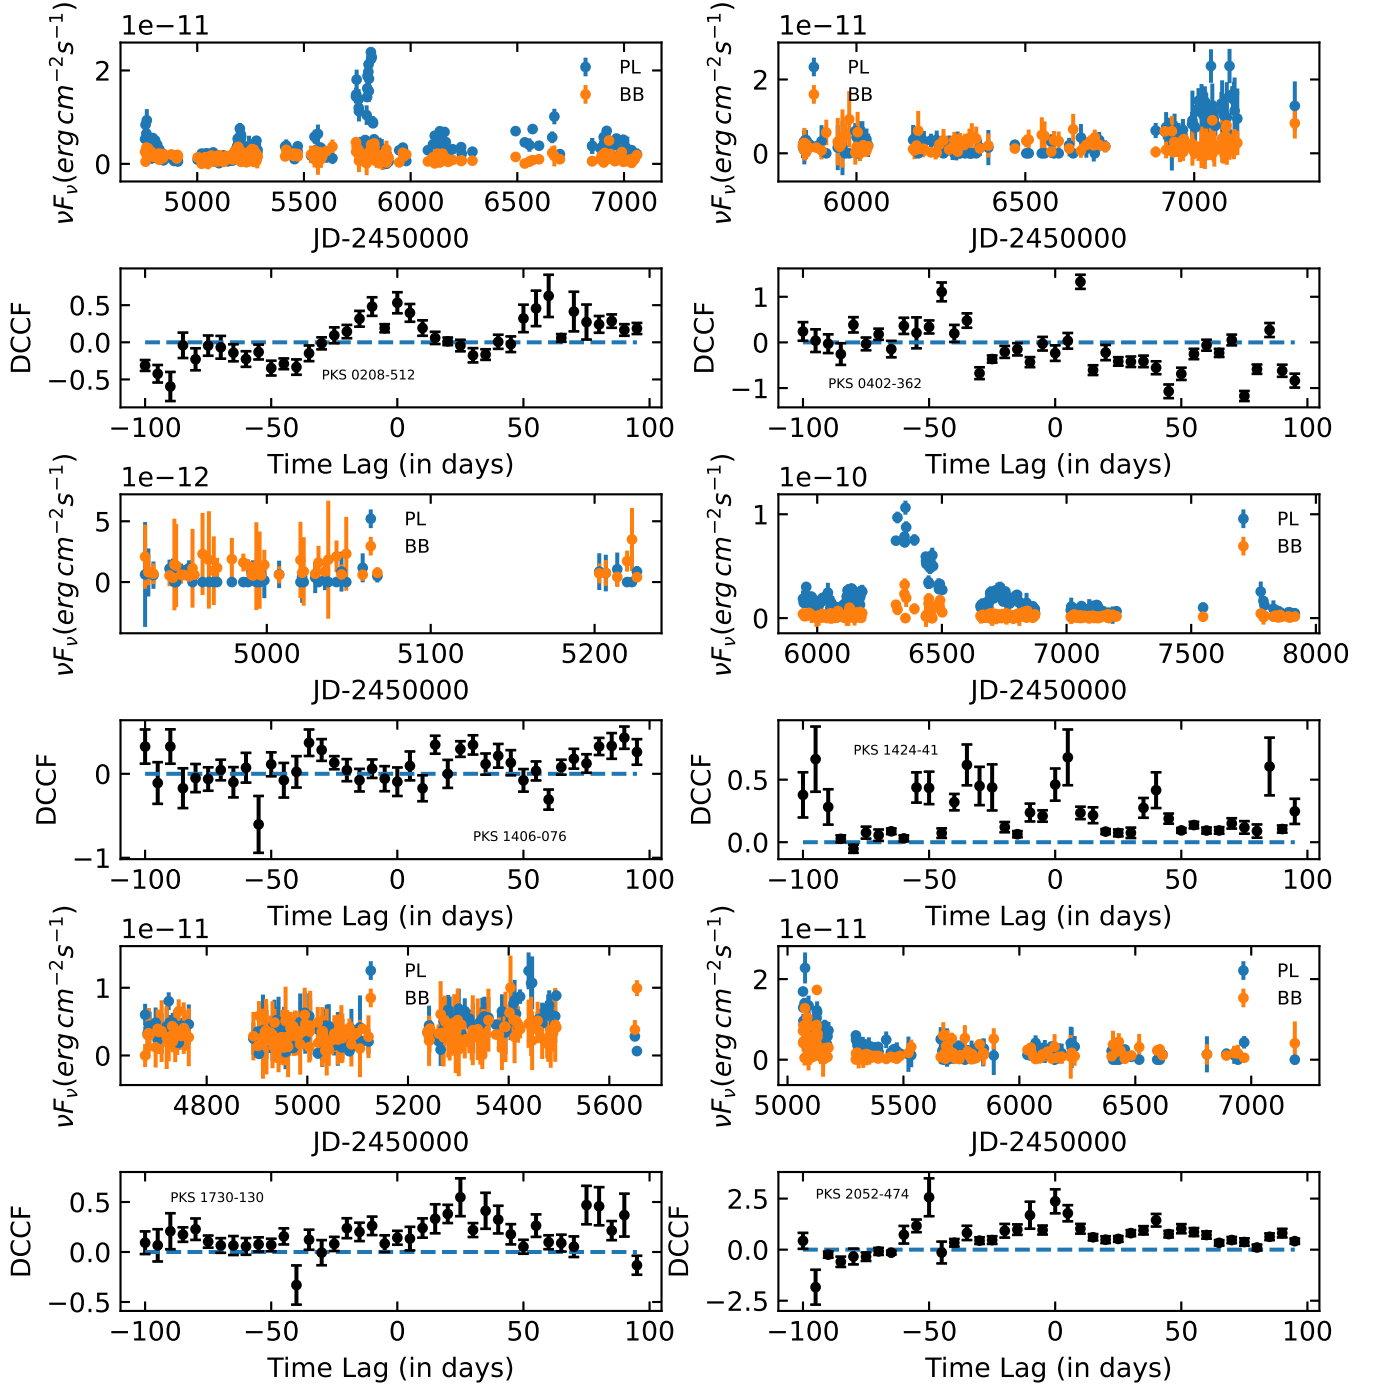 1e−11
νFν(erg cm−2s−1)
2
0
PL
BB
5000 5500 6000 6500 7000
JD-2450000
1e−11
νFν(erg cm−2s−1)
2
0
PL
BB
6000 6500 7000
JD-2450000
DCCF
0.5
0.0
−0.5
PKS 0208-512
−100 −50 0 50 100
Time Lag (in days)
DCCF
1
0
−1
PKS 0402-362
−100 −50 0 50 100
Time Lag (in days)
1e−12
νFν(erg cm−2s−1)
5
0
PL
BB
5000 5100 5200
JD-2450000
1e−10
νFν(erg cm−2s−1)
1
0
PL
BB
6000 6500 7000 7500 8000
JD-2450000
DCCF
0
−1
PKS 1406-076
−100 −50 0 50 100
Time Lag (in days)
DCCF
0.5
0.0
PKS 1424-41
−100 −50 0 50 100
Time Lag (in days)
1e−11
νFν(erg cm−2s−1)
1
0
PL
BB
4800 5000 5200 5400 5600
JD-2450000
1e−11
νFν(erg cm−2s−1)
2
0
PL
BB
5000 5500 6000 6500 7000
JD-2450000
DCCF
0.5
0.0
−0.5
PKS 1730-130
−100 −50 0 50 100
Time Lag (in days)
DCCF
2.5
0.0
−2.5
PKS 2052-474
−100 −50 0 50 100
Time Lag (in days)